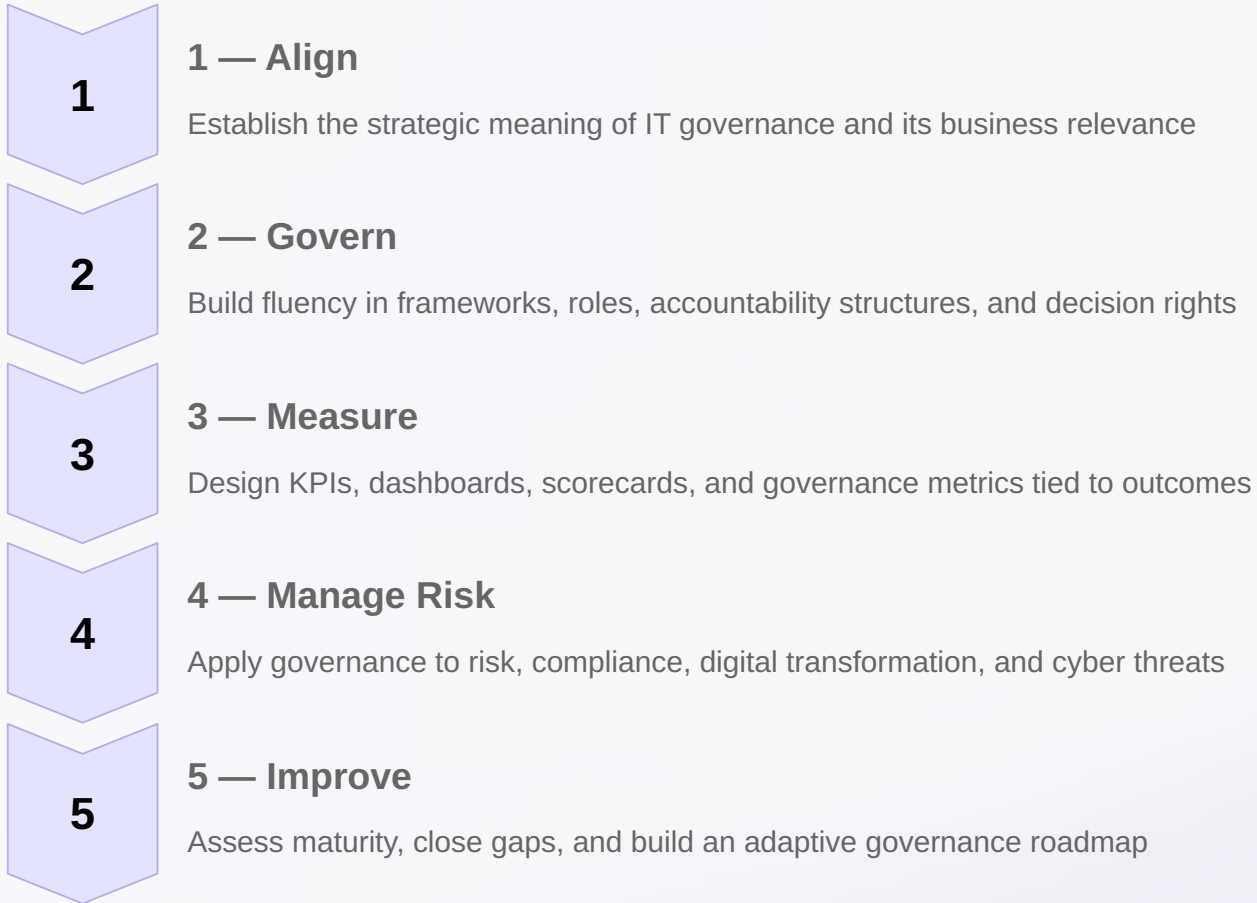 1
1 — Align
Establish the strategic meaning of IT governance and its business relevance
2
2 — Govern
Build fluency in frameworks, roles, accountability structures, and decision rights
3
3 — Measure
Design KPIs, dashboards, scorecards, and governance metrics tied to outcomes
4
4 — Manage Risk
Apply governance to risk, compliance, digital transformation, and cyber threats
5
5 — Improve
Assess maturity, close gaps, and build an adaptive governance roadmap